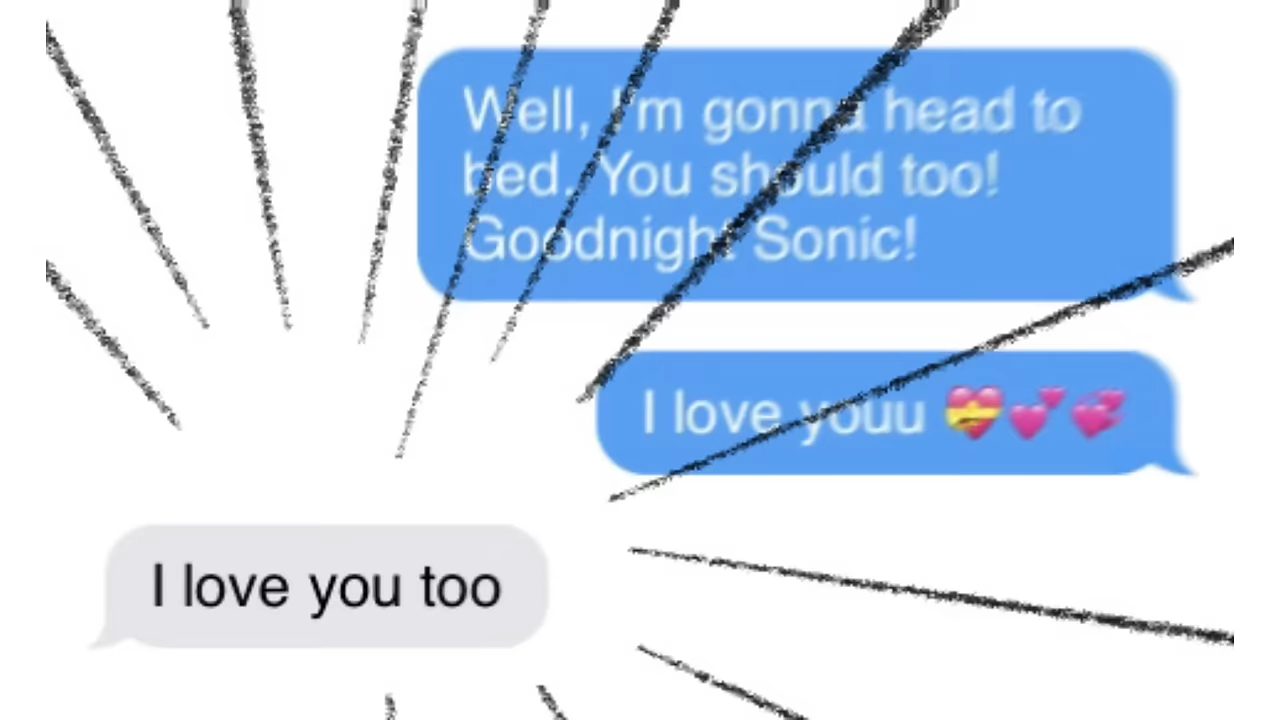 Well, I'm gonna head to
bed. You should too!
Goodnight Sonic!
I love youu 💝💕💞
I love you too